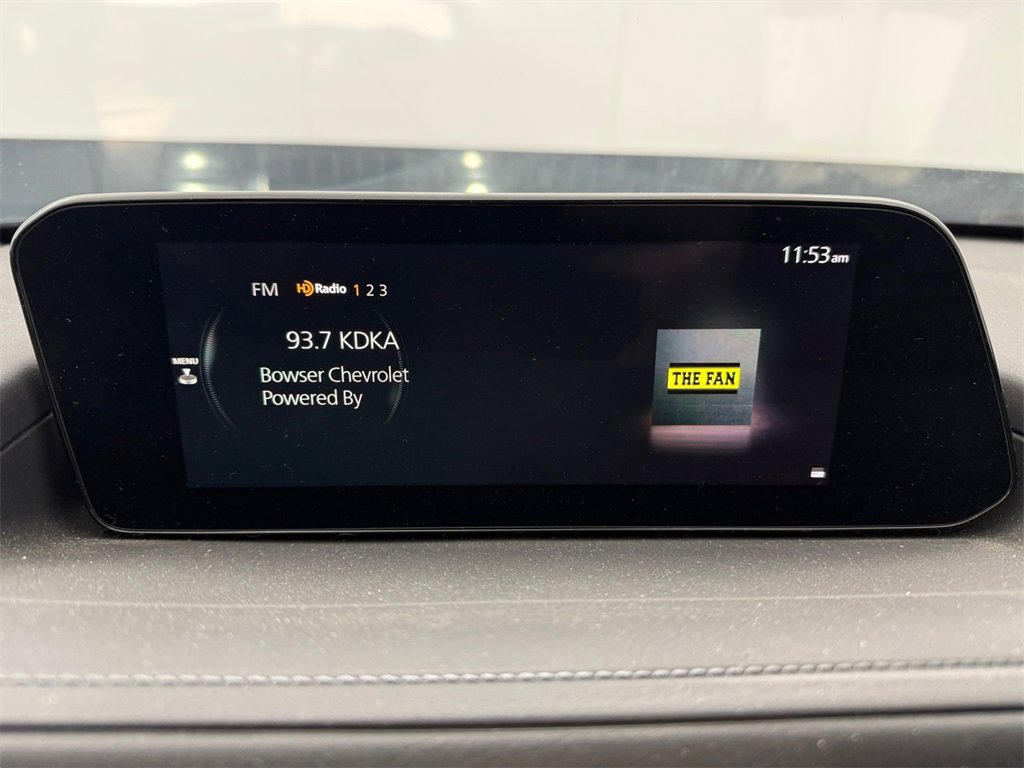 11:53am
FM HD Radio 1 2 3
93.7 KDKA
MENU
Bowser Chevrolet
Powered By
THE FAN